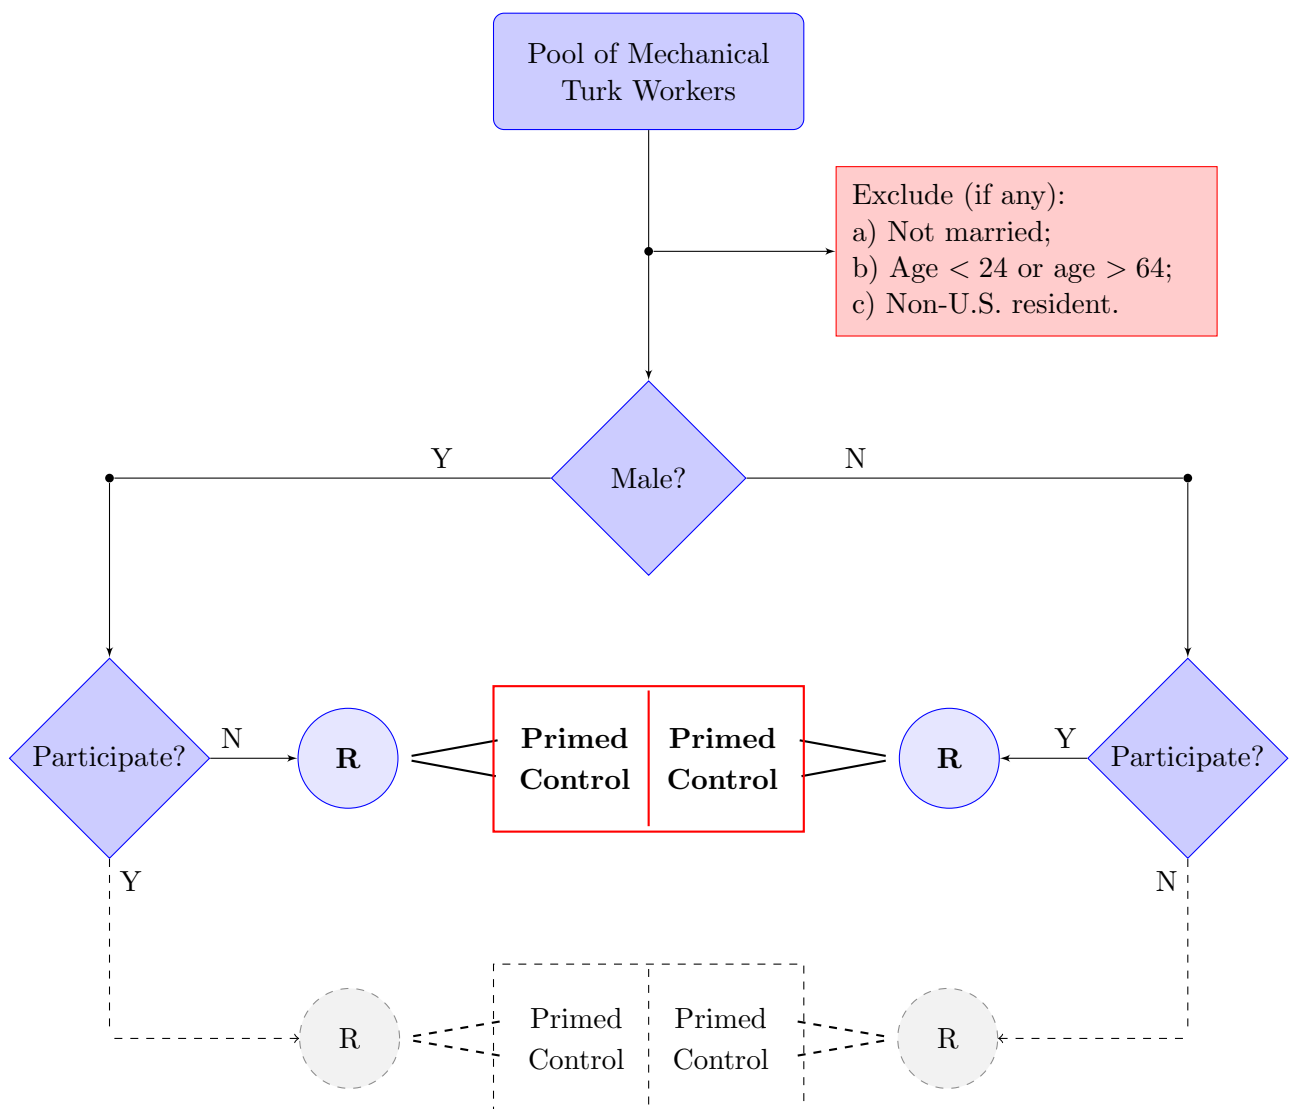 Pool of Mechanical
Turk Workers
Exclude (if any):
a) Not married;
b) Age < 24 or age > 64;
c) Non-U.S. resident.
Y
Male?
N
Participate?
N
R
Primed
Control
Primed
Control
R
Y
Participate?
Y
N
R
Primed
Control
Primed
Control
R